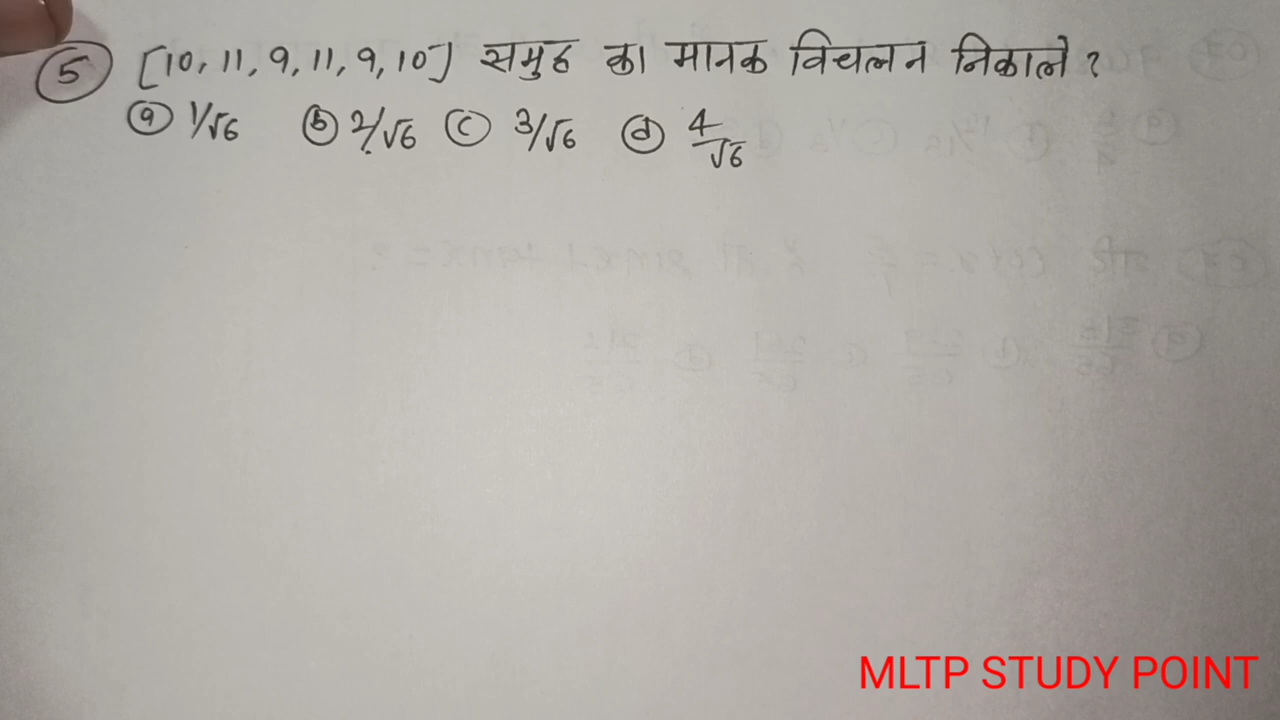 5 [10, 11, 9, 11, 9, 10] समुह का मानक विचलन निकाले ?
a 1/√6 b 2/√6 c 3/√6 d 4/√6
MLTP STUDY POINT